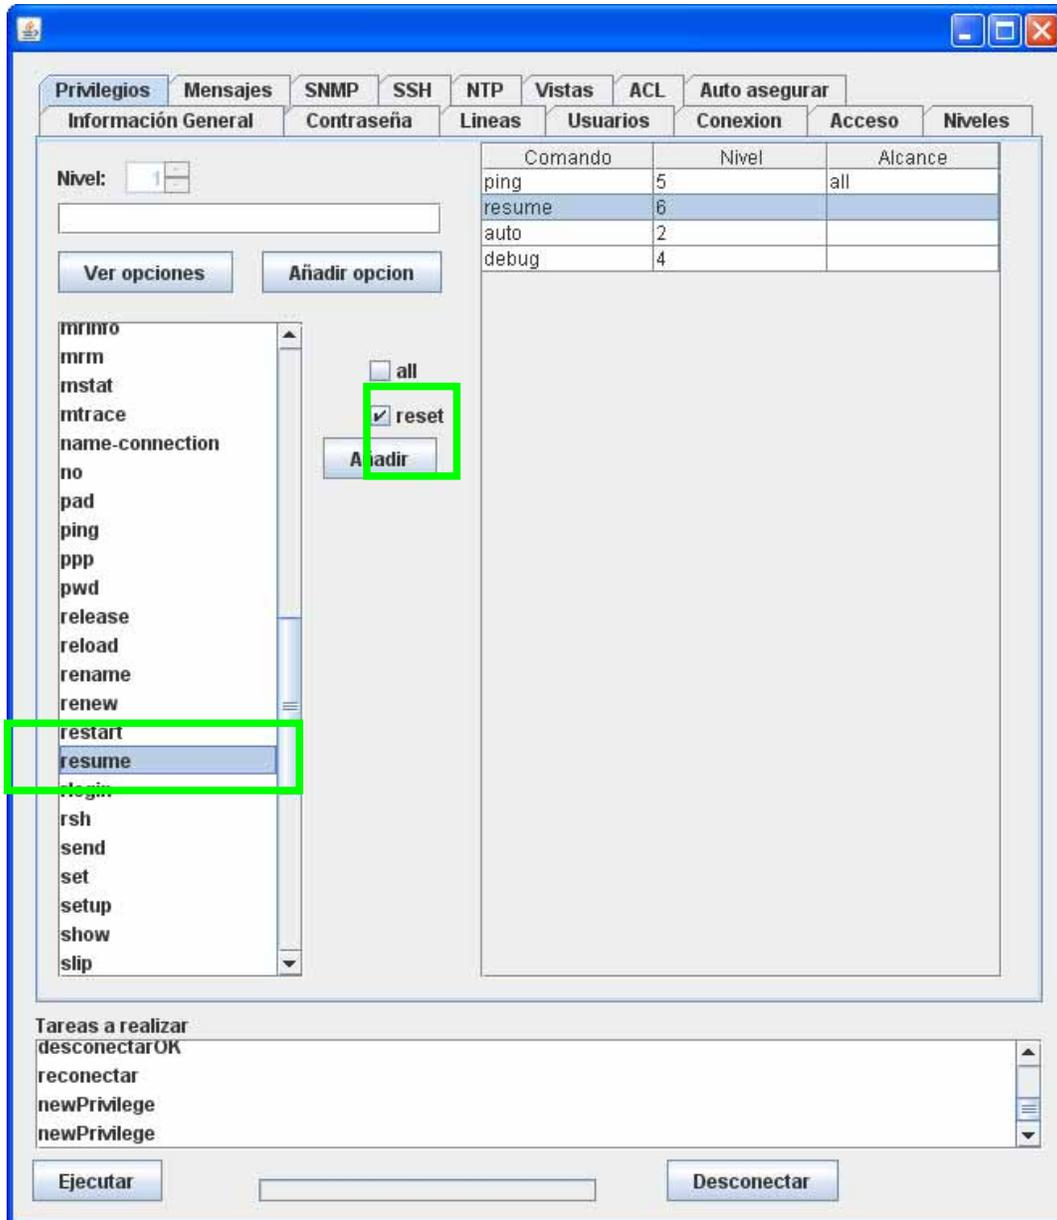 Privilegios Mensajes SNMP SSH NTP Vistas ACL Auto asegurar
Información General Contraseña Lineas Usuarios Conexion Acceso Niveles
Nivel: 1
Comando Nivel Alcance
ping 5 all
resume 6
auto 2
debug 4
Ver opciones Añadir opcion
mrinfo
mrm
mstat
mtrace
name-connection
no
pad
ping
ppp
pwd
release
reload
rename
renew
restart
resume
rlogin
rsh
send
set
setup
show
slip
all
reset
Añadir
Tareas a realizar
desconectarOK
reconectar
newPrivilege
newPrivilege
Ejecutar Desconectar